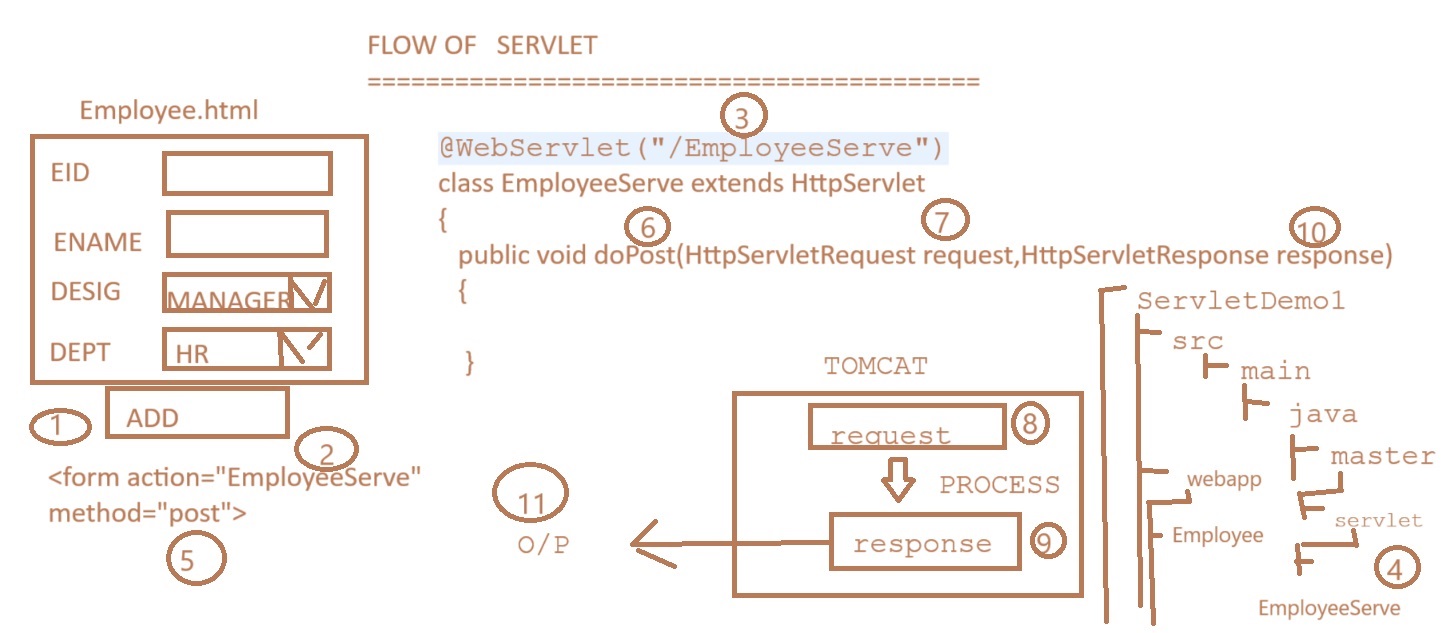 FLOW OF SERVLET
==========================================
Employee.html
EID
ENAME
DESIG MANAGER
DEPT HR
1
ADD
2
<form action="EmployeeServe"
method="post">
5
3
@WebServlet("/EmployeeServe")
class EmployeeServe extends HttpServlet
{
6
7
10
public void doPost(HttpServletRequest request,HttpServletResponse response)
{
}
TOMCAT
request
8
PROCESS
response
9
11
O/P
ServletDemo1
src
main
java
master
servlet
4
EmployeeServe
webapp
Employee